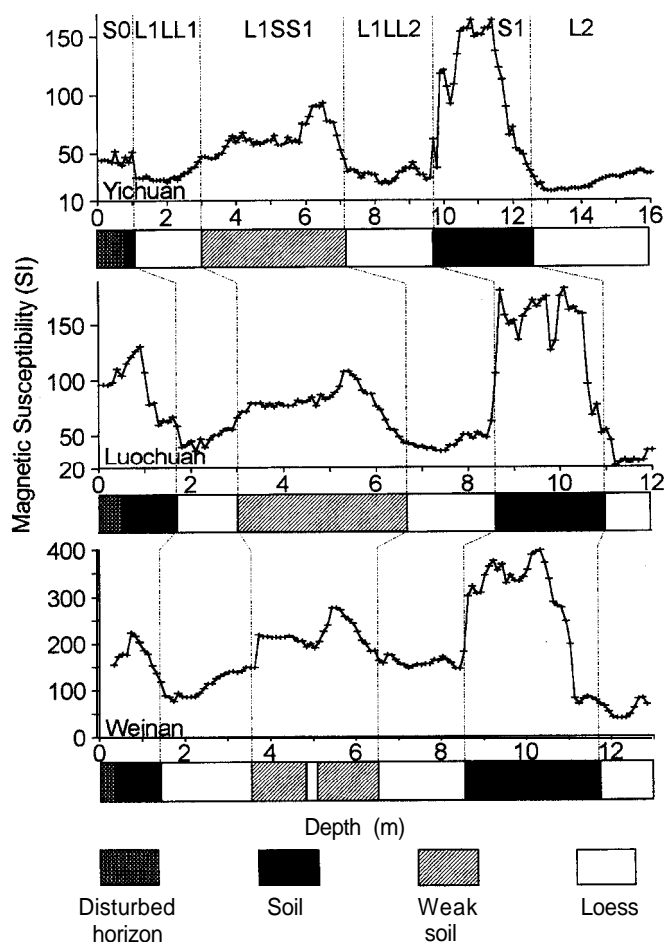 S0 L1LL1 L1SS1 L1LL2 S1 L2
150
100
50
10
Yichuan
0 2 4 6 8 10 12 14 16
Magnetic Susceptibility (SI)
150
100
50
20
Luochuan
0 2 4 6 8 10 12
400
300
200
100
0
Weinan
0 2 4 6 8 10 12
Depth (m)
Disturbed horizon
Soil
Weak soil
Loess